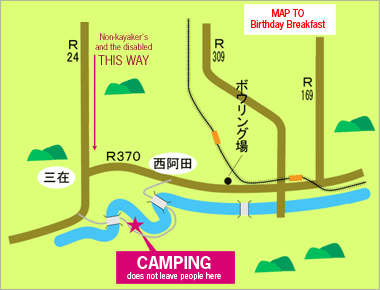 MAP TO
Birthday Breakfast
Non-kayaker's
and the disabled
THIS WAY
R
24
R
309
R
169
ボウリング場
R370
西阿田
三在
CAMPING
does not leave people here